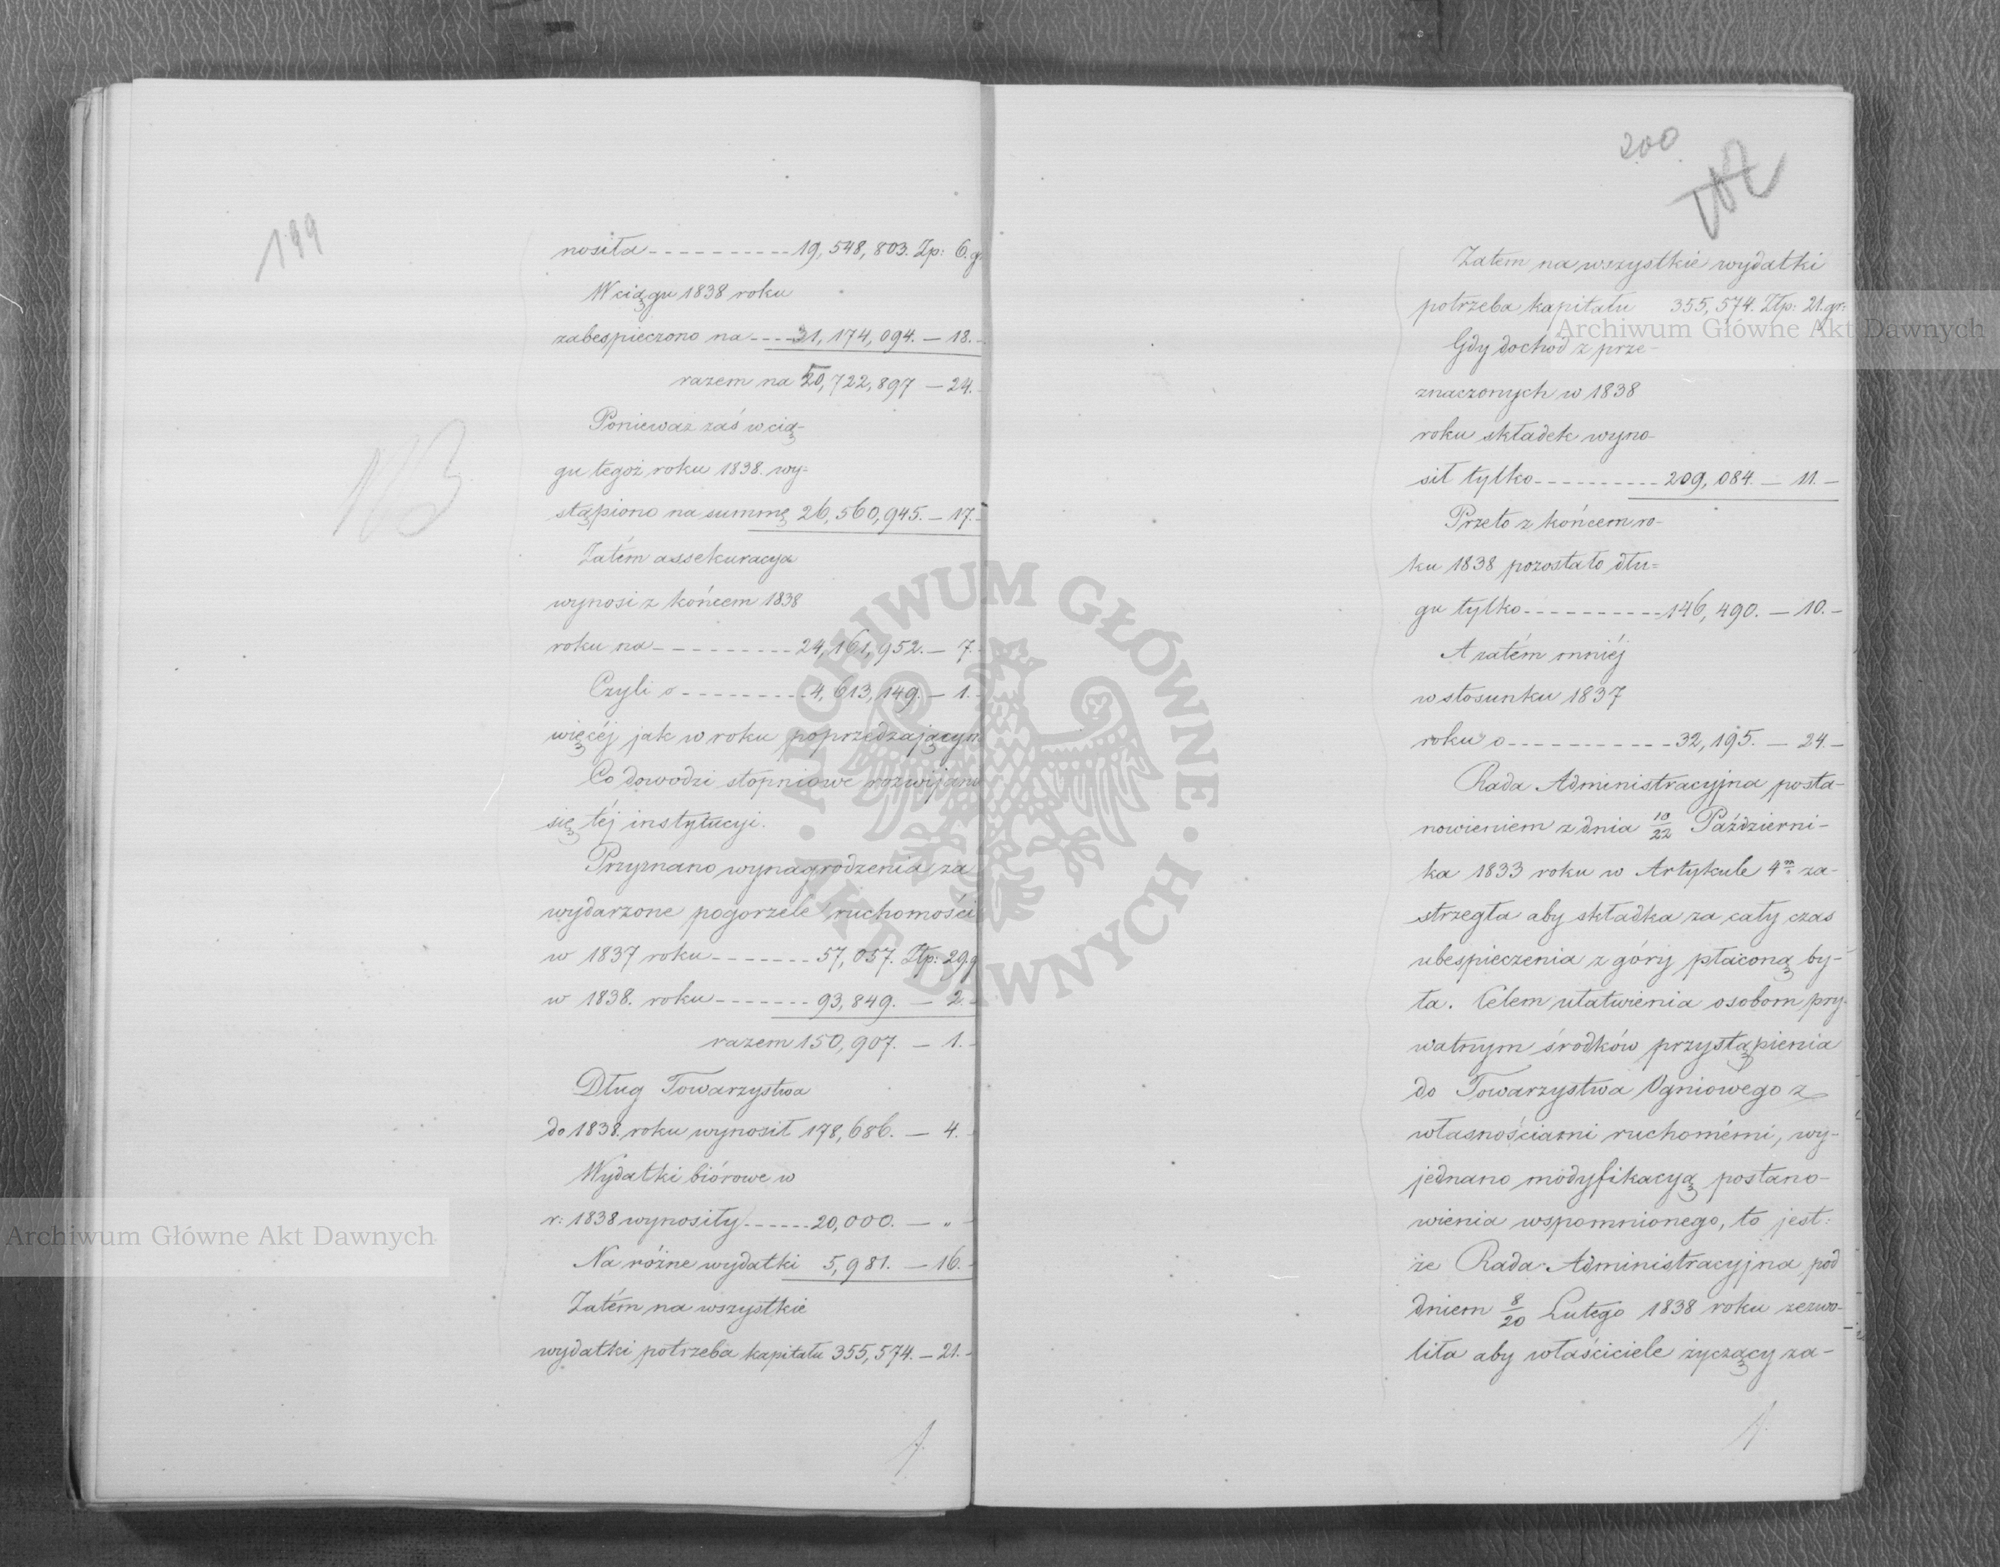 199
163
nosiła - - - - - - - - - - 19,548,803. Zp: 6. g
W ciągu 1838 roku
zabespieczono na - - - - 31,174,094. — 18. -
razem na 50,722,897 — 24.
Ponieważ zaś w cią-
gu tegoż roku 1838. wy-
stąpiono na summę 26,560,945. — 17. -
Zatém assekuracya
wynosi z końcem 1838
roku na - - - - - - - - - - 24,161,952. — 7. -
Czyli o - - - - - - - - - 4,613,149. — 1. -
więcéj jak w roku poprzedzającym
Co dowodzi stopniowe rozwijanie
się téj instytucyi.
Przyznano wynagrodzenia za
wydarzone pogorzele ruchomości
w 1837 roku - - - - - - - 57,057. Złp: 29. g
w 1838. roku - - - - - - - 93,849. — 2. -
razem 150,907. — 1. -
Dług Towarzystwa
do 1838. roku wynosił 178,686. — 4. -
Wydatki biórowe w
r: 1838 wynosiły - - - - - - 20,000. — „ -
Na różne wydatki 5,981. — 16. -
Zatém na wszystkie
wydatki potrzeba kapitału 355,574. — 21. -
200
Zatem na wszystkie wydatki
potrzeba kapitału 355,574. Złp: 21. gr:
Gdy dochód z prze-
znaczonych w 1838
roku składek wyno-
sił tylko - - - - - - - - - - 209,084. — 11. —
Przeto z końcem ro-
ku 1838 pozostało dłu=
gu tylko - - - - - - - - - - - 146,490. — 10. —
A zatém mniéj
w stosunku 1837
roku o - - - - - - - - - - - - 32,195. — 24. —
Rada Administracyjna posta-
nowieniem z dnia 10/22 Październi-
ka 1833 roku w Artykule 4m za-
strzegła aby składka za cały czas
ubespieczenia z góry płaconą by-
ła. Celem ułatwienia osobom pry-
watnym środków przystąpienia
do Towarzystwa Ogniowego z
własnościami ruchomémi, wy-
jednano modyfikacyą postano-
wienia wspomnionego, to jest:
że Rada Administracyjna pod
dniem 8/20 Lutego 1838 roku zezwo-
liła aby właściciele życzący za-
Archiwum Główne Akt Dawnych
Archiwum Główne Akt Dawnych
· ARCHIWUM GŁÓWNE · AKT DAWNYCH